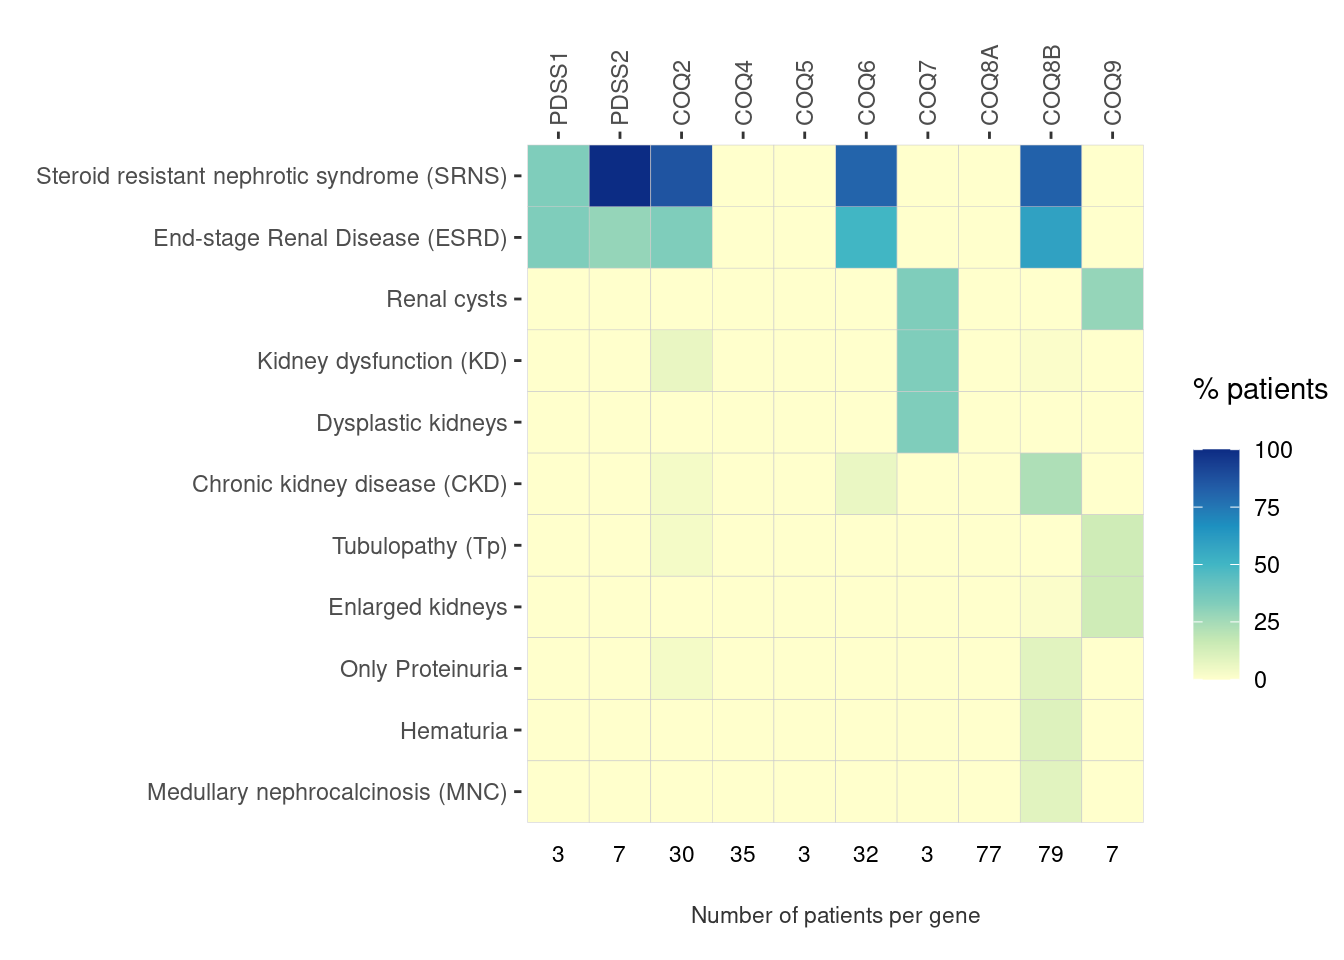 PDSS1
PDSS2
COQ2
COQ4
COQ5
COQ6
COQ7
COQ8A
COQ8B
COQ9
Steroid resistant nephrotic syndrome (SRNS)
End-stage Renal Disease (ESRD)
Renal cysts
Kidney dysfunction (KD)
Dysplastic kidneys
Chronic kidney disease (CKD)
Tubulopathy (Tp)
Enlarged kidneys
Only Proteinuria
Hematuria
Medullary nephrocalcinosis (MNC)
3 7 30 35 3 32 3 77 79 7
Number of patients per gene
% patients
100
75
50
25
0